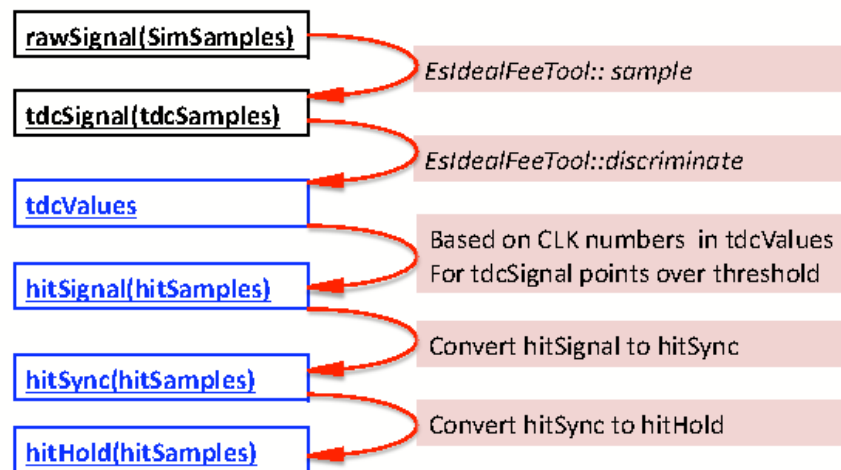 rawSignal(SimSamples)
EsIdealFeeTool:: sample
tdcSignal(tdcSamples)
EsIdealFeeTool::discriminate
tdcValues
Based on CLK numbers in tdcValues
For tdcSignal points over threshold
hitSignal(hitSamples)
Convert hitSignal to hitSync
hitSync(hitSamples)
Convert hitSync to hitHold
hitHold(hitSamples)